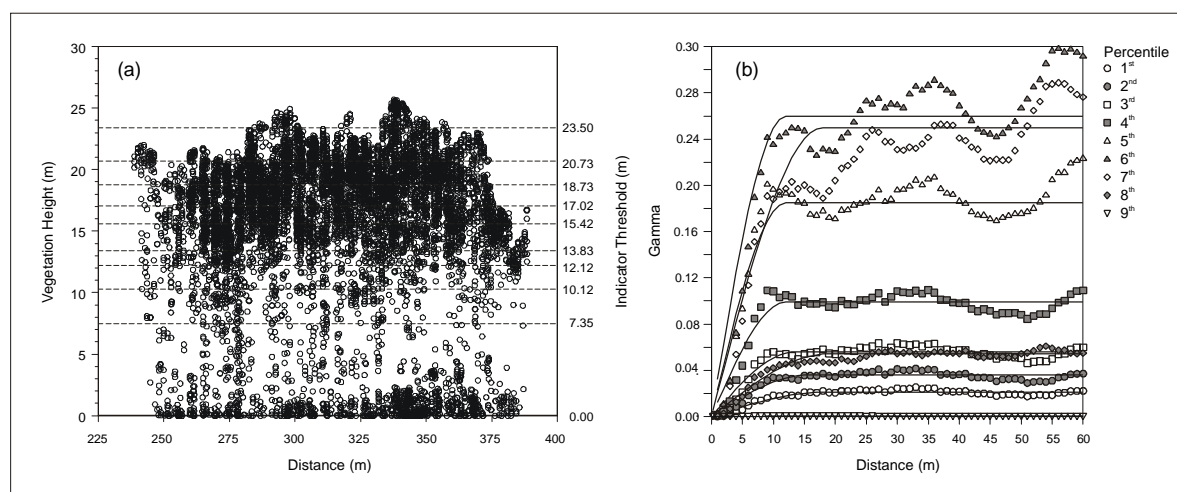 (a)
30
25
20
15
10
5
0
Vegetation Height (m)
225 250 275 300 325 350 375 400
Distance (m)
23.50
20.73
18.73
17.02
15.42
13.83
12.12
10.12
7.35
0.00
Indicator Threshold (m)
(b)
0.30
0.28
0.24
0.20
0.16
0.12
0.08
0.04
0.00
Gamma
0 5 10 15 20 25 30 35 40 45 50 55 60
Distance (m)
Percentile
1st
2nd
3rd
4th
5th
6th
7th
8th
9th